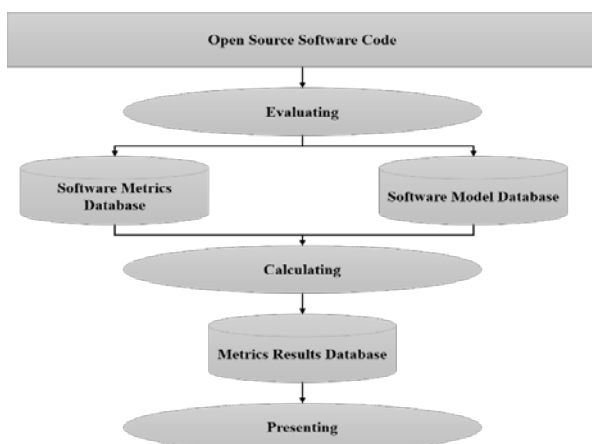 Open Source Software Code
Evaluating
Software Metrics
Database
Software Model Database
Calculating
Metrics Results Database
Presenting